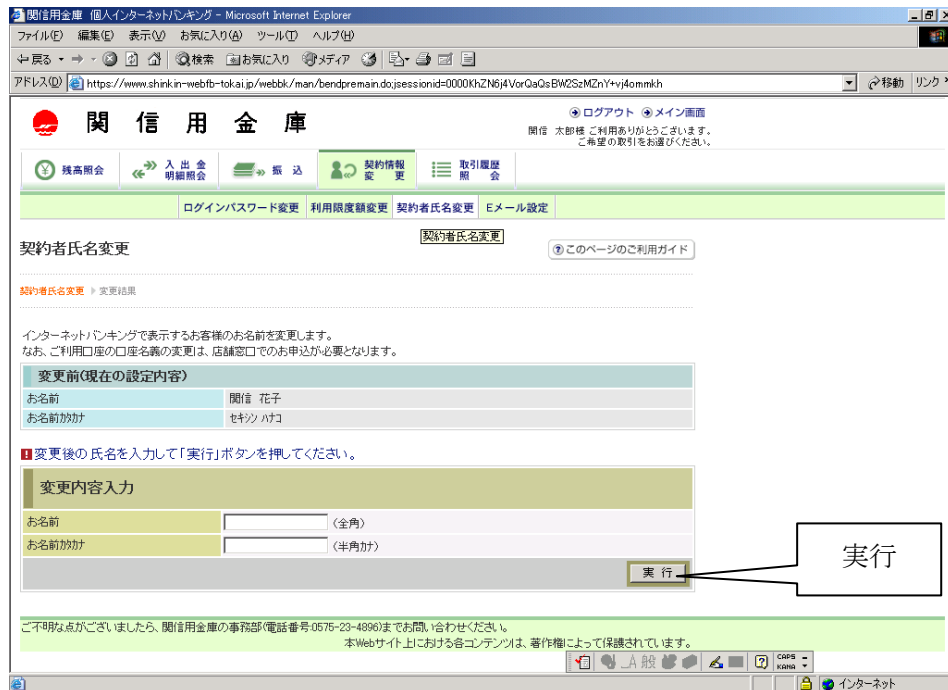 関信用金庫 個人インターネットバンキング - Microsoft Internet Explorer
ファイル(F) 編集(E) 表示(V) お気に入り(A) ツール(T) ヘルプ(H)
戻る 検索 お気に入り メディア
アドレス(D) https://www.shinkin-webfb-tokai.jp/webbk/man/bendpremain.do;jsessionid=0000KhZN6j4VorQaQsBW2SzMZnY+vj4ommkh 移動 リンク
関 信 用 金 庫
ログアウト メイン画面
関信 太郎様 ご利用ありがとうございます。
ご希望の取引をお選びください。
残高照会 入出金明細照会 振込 契約情報変更 取引履歴照会
ログインパスワード変更 利用限度額変更 契約者氏名変更 Eメール設定
契約者氏名変更
契約者氏名変更
このページのご利用ガイド
契約者氏名変更 変更結果
インターネットバンキングで表示するお客様のお名前を変更します。
なお、ご利用口座の口座名義の変更は、店舗窓口でのお申込が必要となります。
変更前(現在の設定内容)
お名前 関信 花子
お名前カタカナ セキシン ハナコ
変更後の氏名を入力して「実行」ボタンを押してください。
変更内容入力
お名前 (全角)
お名前カタカナ (半角カナ)
実 行
実行
ご不明な点がございましたら、関信用金庫の事務部(電話番号:0575-23-4896)までお問い合わせください。
本Webサイト上における各コンテンツは、著作権によって保護されています。
A 般 CAPS
KANA
インターネット